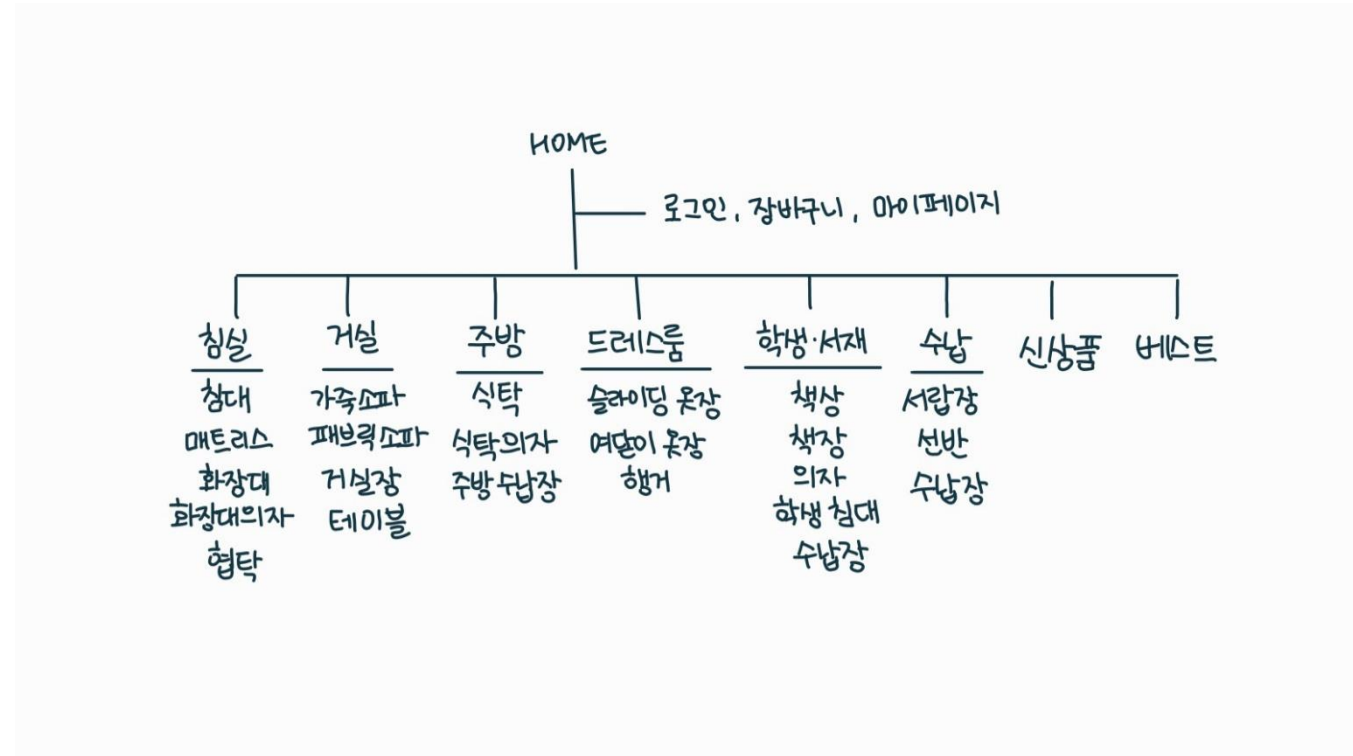 HOME
로그인, 장바구니, 마이페이지
침실
침대
매트리스
화장대
화장대의자
협탁
거실
가죽소파
패브릭소파
거실장
테이블
주방
식탁
식탁의자
주방 수납장
드레스룸
슬라이딩 옷장
여닫이 옷장
행거
학생·서재
책상
책장
의자
학생 침대
수납장
수납
서랍장
선반
수납장
신상품
베스트